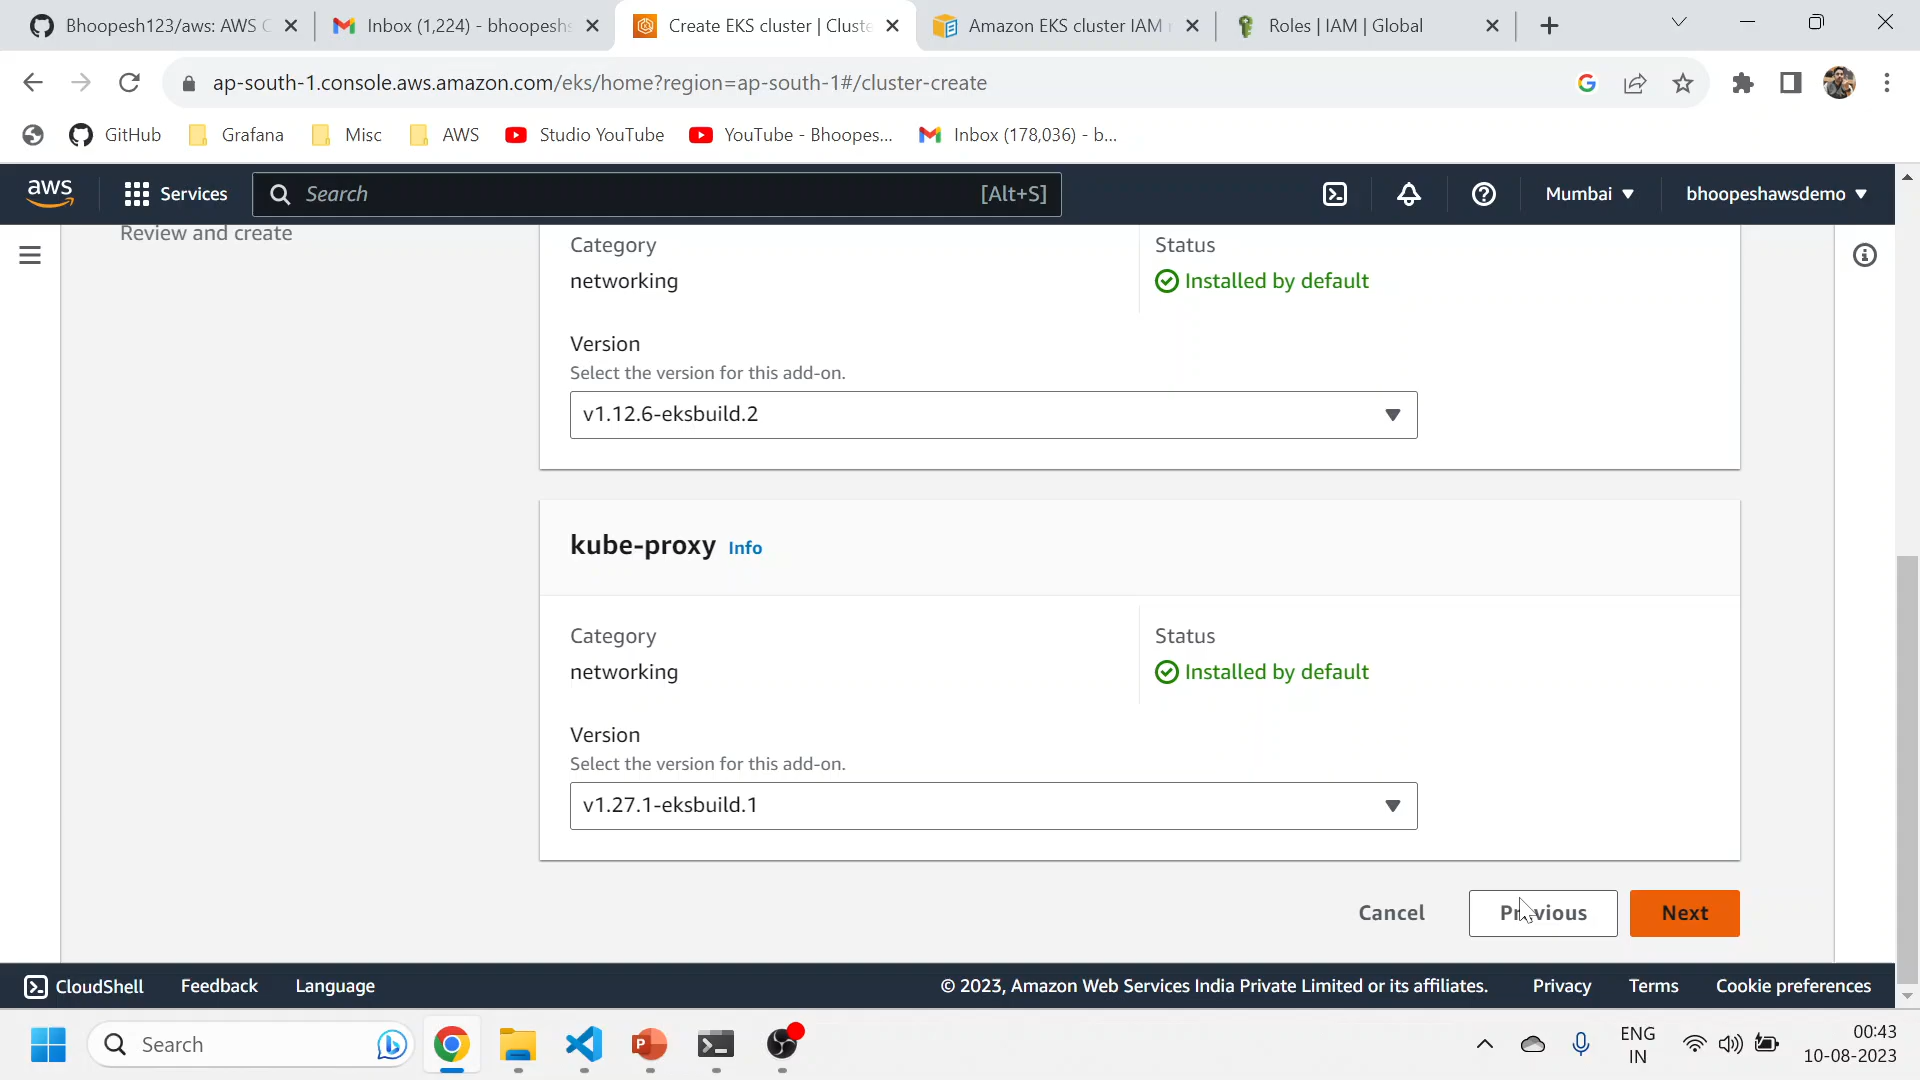 Bhoopesh123/aws: AWS C
Inbox (1,224) - bhoopesh
Create EKS cluster | Cluste
Amazon EKS cluster IAM
Roles | IAM | Global
ap-south-1.console.aws.amazon.com/eks/home?region=ap-south-1#/cluster-create
GitHub
Grafana
Misc
AWS
Studio YouTube
YouTube - Bhoopes...
Inbox (178,036) - b...
aws
Services
Search
[Alt+S]
Mumbai
bhoopeshawsdemo
Review and create
Category
Status
networking
Installed by default
Version
Select the version for this add-on.
v1.12.6-eksbuild.2
kube-proxy Info
Category
Status
networking
Installed by default
Version
Select the version for this add-on.
v1.27.1-eksbuild.1
Cancel
Previous
Next
CloudShell
Feedback
Language
© 2023, Amazon Web Services India Private Limited or its affiliates.
Privacy
Terms
Cookie preferences
Search
ENG
IN
00:43
10-08-2023